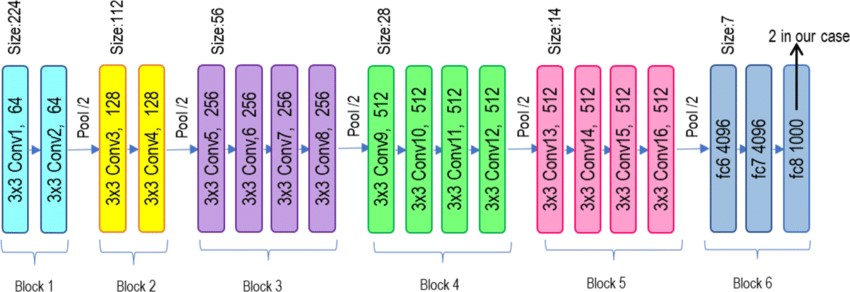 Size:224
3x3 Conv1, 64
3x3 Conv2, 64
Block 1
Pool /2
Size:112
3x3 Conv3, 128
3x3 Conv4, 128
Block 2
Pool /2
Size:56
3x3 Conv5, 256
3x3 Conv,6 256
3x3 Conv7, 256
3x3 Conv8, 256
Block 3
Pool /2
Size:28
3x3 Conv9, 512
3x3 Conv10, 512
3x3 Conv11, 512
3x3 Conv12, 512
Block 4
Pool /2
Size:14
3x3 Conv13, 512
3x3 Conv14, 512
3x3 Conv15, 512
3x3 Conv16, 512
Block 5
Pool /2
Size:7
fc6 4096
fc7 4096
fc8 1000
2 in our case
Block 6